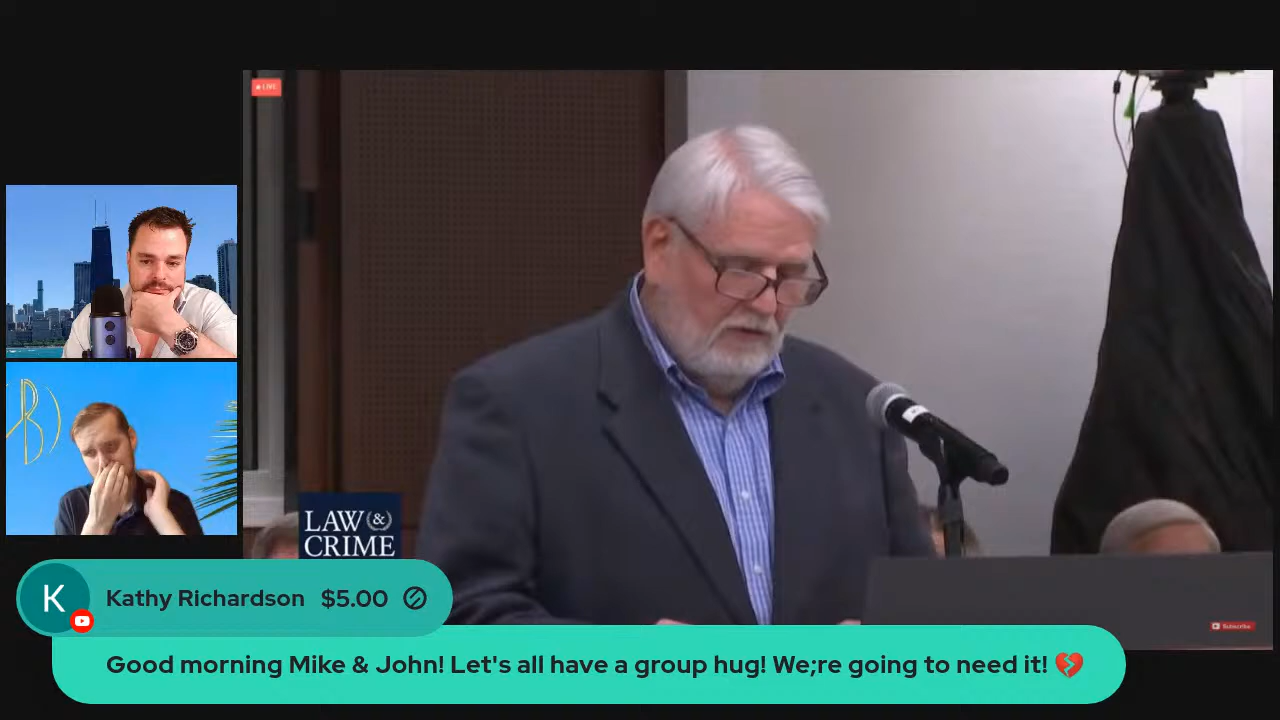 LIVE
B
LAW &
CRIME
K
Kathy Richardson $5.00
Subscribe
Good morning Mike & John! Let's all have a group hug! We;re going to need it! 💔